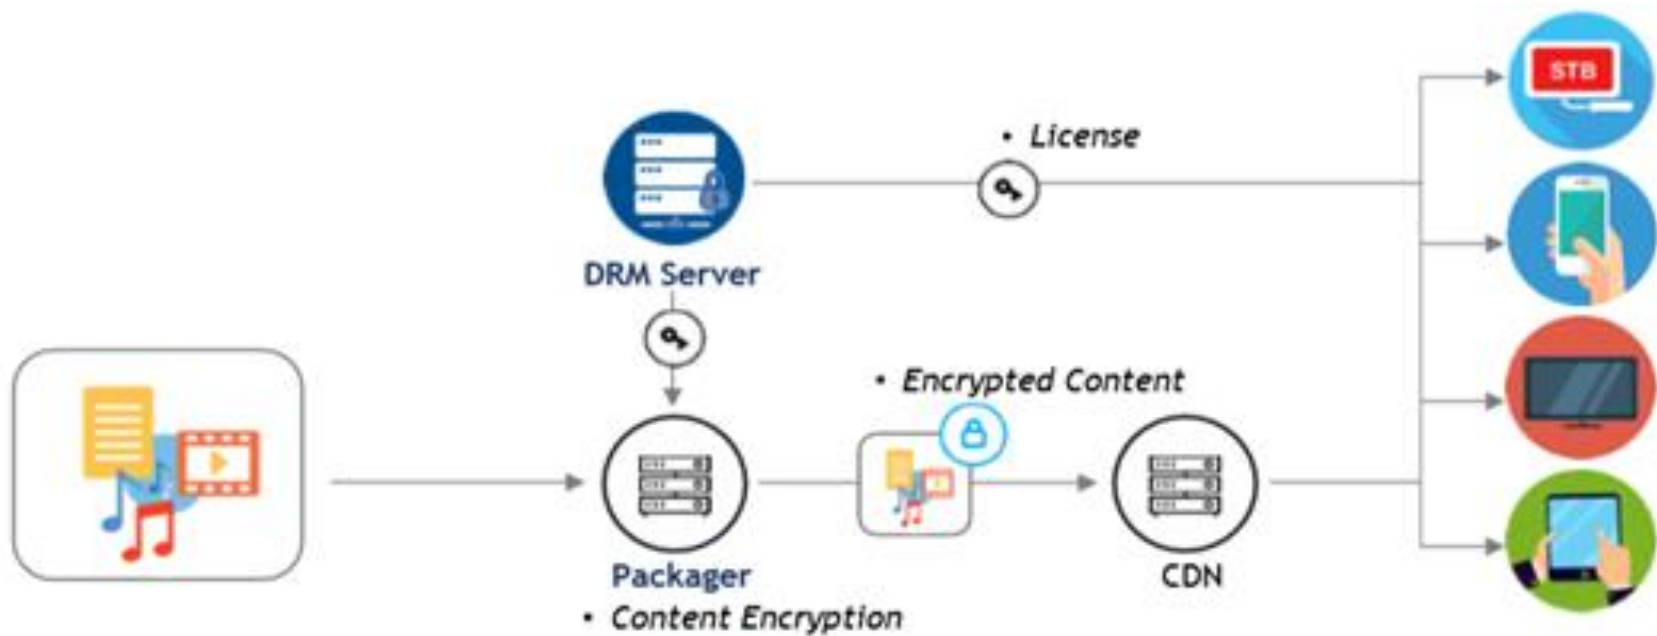 STB
• License
DRM Server
• Encrypted Content
Packager
CDN
• Content Encryption